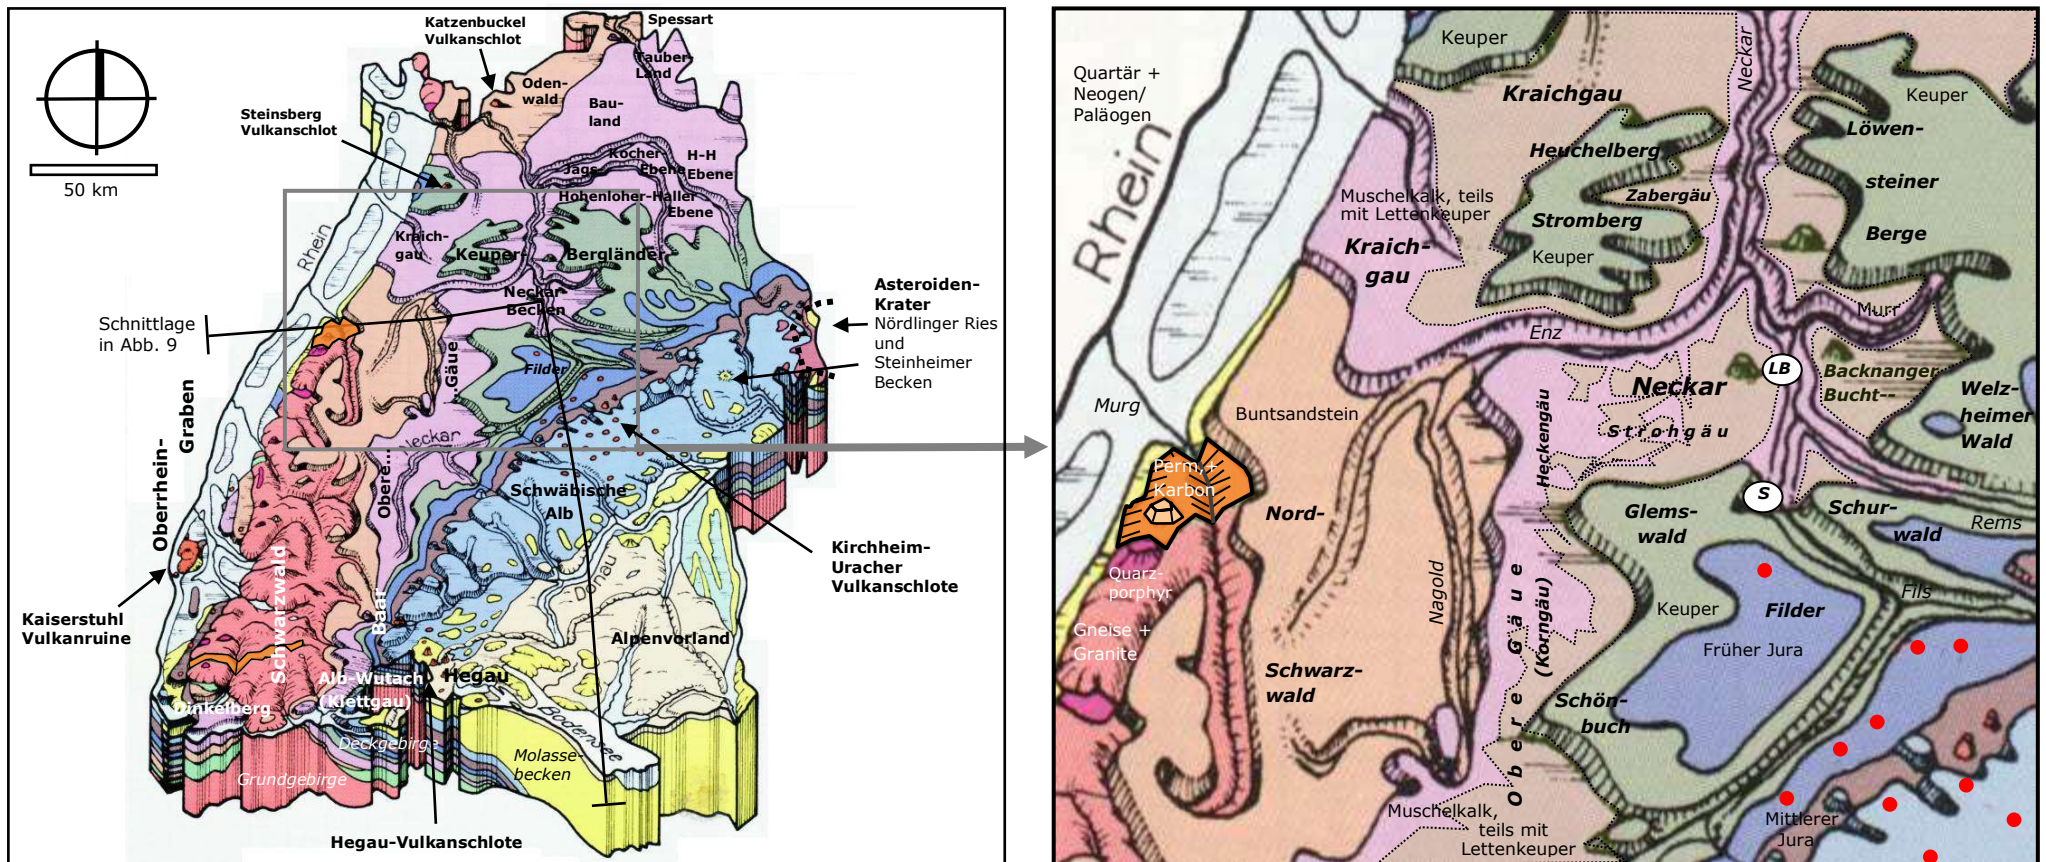 Katzenbuckel
Vulkanschlot
Spessart
Tauber-
Land
Oden-
wald
Bau-
land
Steinsberg
Vulkanschlot
50 km
Kocher-
Jags-
Ebene
H-H
Ebene
Hohenloher-Haller
Ebene
Rhein
Kraich-
gau
Keuper-
Bergländer
Neckar-
Becken
Asteroiden-
Krater
Nördlinger Ries
und
Steinheimer
Becken
Schnittlage
in Abb. 9
...Gäue
Filder
Neckar
Oberrhein-
Graben
Obere...
Schwäbische
Alb
Kirchheim-
Uracher
Vulkanschlote
Schwarzwald
Baar
Donau
Kaiserstuhl
Vulkanruine
Alpenvorland
Alb-Wutach
(Klettgau)
Hegau
Dinkelberg
Bodensee
Deckgebirge
Grundgebirge
Molasse-
becken
Hegau-Vulkanschlote
Quartär +
Neogen/
Paläogen
Rhein
Keuper
Kraichgau
Neckar
Keuper
Löwen-
steiner
Berge
Heuchelberg
Zabergäu
Stromberg
Keuper
Muschelkalk, teils
mit Lettenkeuper
Kraich-
gau
Enz
Murr
Murg
Buntsandstein
Heckengäu
Neckar
Strohgäu
LB
Backnanger
Bucht--
Welz-
heimer
Wald
Perm,+
Karbon
Nord-
S
Glems-
wald
Schur-
wald
Rems
Quarz-
porphyr
Gneise +
Granite
Nagold
Obere Gäue
(Korngäu)
Keuper
Filder
Fils
Früher Jura
Schwarz-
wald
Schön-
buch
Muschelkalk,
teils mit
Lettenkeuper
Mittlerer
Jura